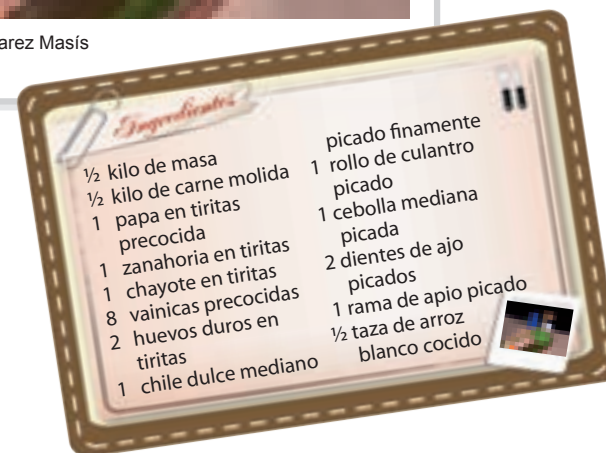 arez Masís
Ingredientes
½ kilo de masa
½ kilo de carne molida
1 papa en tiritas
precocida
1 zanahoria en tiritas
1 chayote en tiritas
8 vainicas precocidas
2 huevos duros en
tiritas
1 chile dulce mediano
picado finamente
1 rollo de culantro
picado
1 cebolla mediana
picada
2 dientes de ajo
picados
1 rama de apio picado
½ taza de arroz
blanco cocido